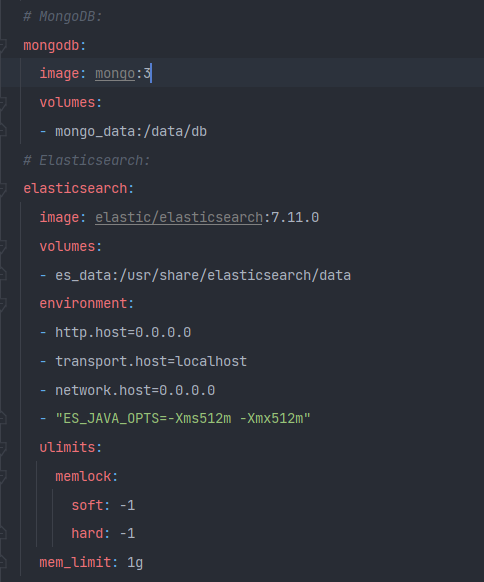 # MongoDB:
mongodb:
image: mongo:3
volumes:
- mongo_data:/data/db
# Elasticsearch:
elasticsearch:
image: elastic/elasticsearch:7.11.0
volumes:
- es_data:/usr/share/elasticsearch/data
environment:
- http.host=0.0.0.0
- transport.host=localhost
- network.host=0.0.0.0
- "ES_JAVA_OPTS=-Xms512m -Xmx512m"
ulimits:
memlock:
soft: -1
hard: -1
mem_limit: 1g